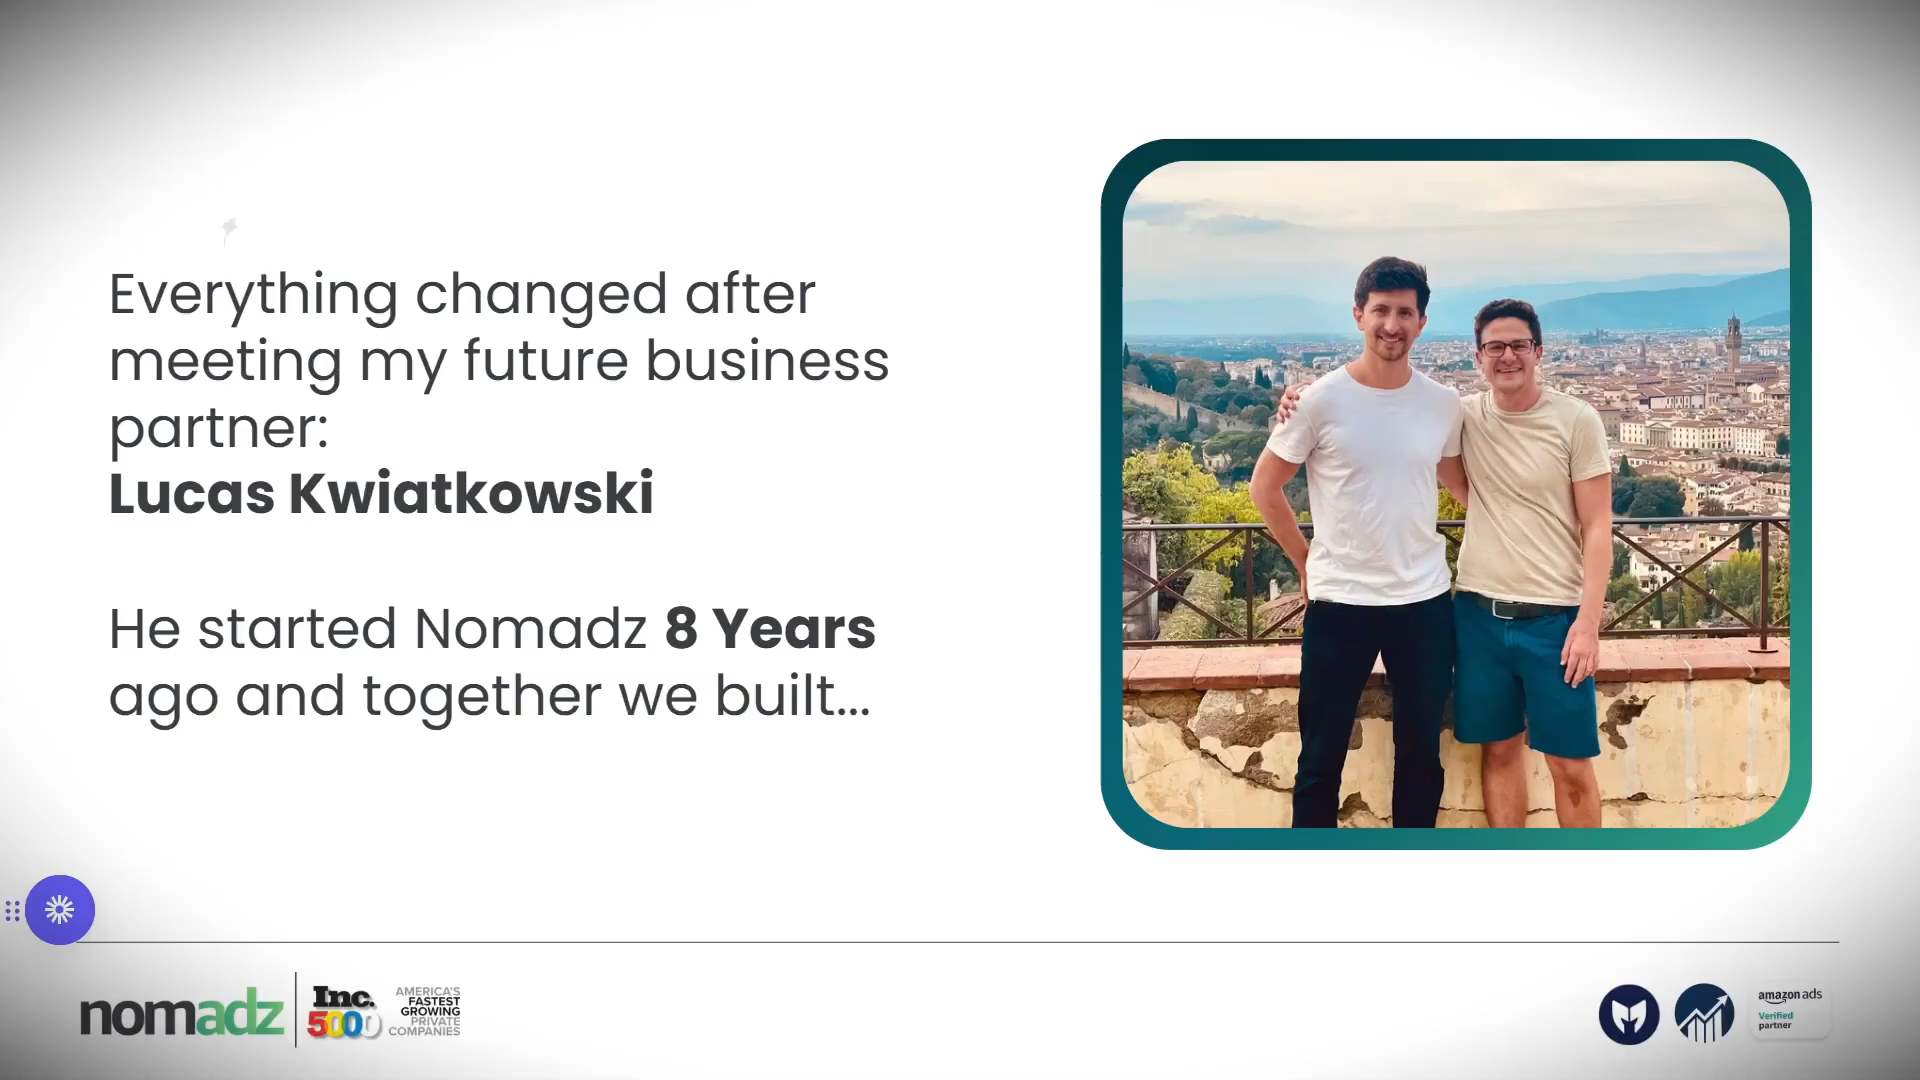 Everything changed after
meeting my future business
partner:
Lucas Kwiatkowski
He started Nomadz 8 Years
ago and together we built...
nomadz
Inc.
5000
AMERICA'S
FASTEST
GROWING
PRIVATE
COMPANIES
amazon ads
Verified
partner